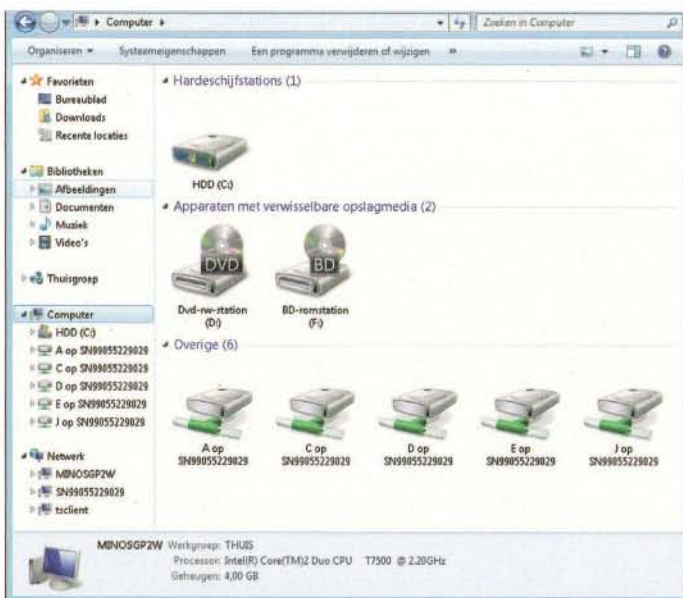 Computer
Zoeken in Computer
Organiseren
Systeemeigenschappen
Een programma verwijderen of wijzigen
»
Favorieten
Bureaublad
Downloads
Recente locaties
Bibliotheken
Afbeeldingen
Documenten
Muziek
Video's
Thuisgroep
Computer
HDD (C:)
A op SN99055229029
C op SN99055229029
D op SN99055229029
E op SN99055229029
J op SN99055229029
Netwerk
MINOSGP2W
SN99055229029
tsclient
Hardeschijfstations (1)
HDD (C:)
Apparaten met verwisselbare opslagmedia (2)
DVD
BD
Dvd-rw-station
(D:)
BD-romstation
(F:)
Overige (6)
A op
SN99055229029
C op
SN99055229029
D op
SN99055229029
E op
SN99055229029
J op
SN99055229029
MINOSGP2W Werkgroep: THUIS
Processor: Intel(R) Core(TM)2 Duo CPU T7500 @ 2.20GHz
Geheugen: 4,00 GB